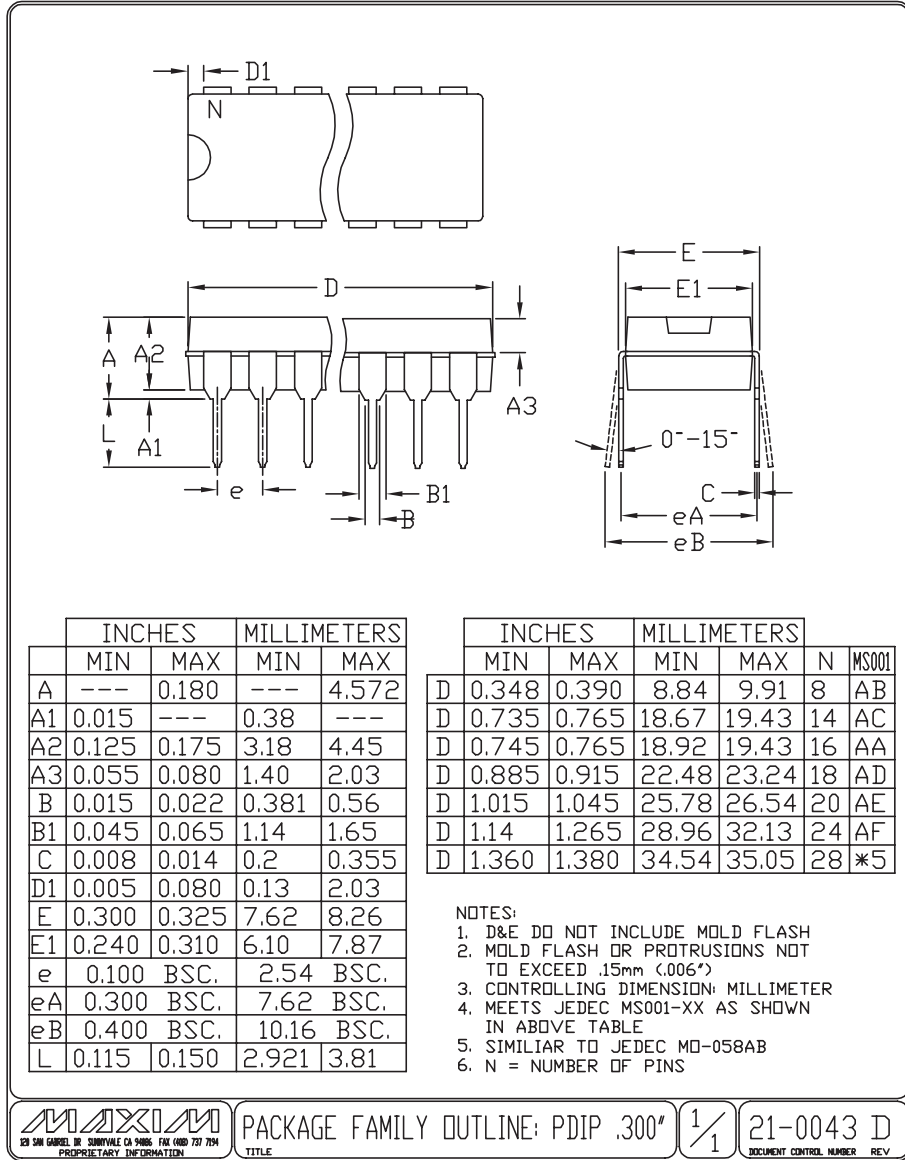 D1
N
E
E1
D
A
A2
A3
L
A1
0°-15°
e
B1
B
C
eA
eB
INCHES MILLIMETERS
MIN MAX MIN MAX
A --- 0.180 --- 4.572
A1 0.015 --- 0.38 ---
A2 0.125 0.175 3.18 4.45
A3 0.055 0.080 1.40 2.03
B 0.015 0.022 0.381 0.56
B1 0.045 0.065 1.14 1.65
C 0.008 0.014 0.2 0.355
D1 0.005 0.080 0.13 2.03
E 0.300 0.325 7.62 8.26
E1 0.240 0.310 6.10 7.87
e 0.100 BSC. 2.54 BSC.
eA 0.300 BSC. 7.62 BSC.
eB 0.400 BSC. 10.16 BSC.
L 0.115 0.150 2.921 3.81
INCHES MILLIMETERS
MIN MAX MIN MAX N MS001
D 0.348 0.390 8.84 9.91 8 AB
D 0.735 0.765 18.67 19.43 14 AC
D 0.745 0.765 18.92 19.43 16 AA
D 0.885 0.915 22.48 23.24 18 AD
D 1.015 1.045 25.78 26.54 20 AE
D 1.14 1.265 28.96 32.13 24 AF
D 1.360 1.380 34.54 35.05 28 *5
NOTES:
1. D&E DO NOT INCLUDE MOLD FLASH
2. MOLD FLASH OR PROTRUSIONS NOT
TO EXCEED .15mm (.006")
3. CONTROLLING DIMENSION: MILLIMETER
4. MEETS JEDEC MS001-XX AS SHOWN
IN ABOVE TABLE
5. SIMILIAR TO JEDEC MO-058AB
6. N = NUMBER OF PINS
MAXIM
120 SAN GABRIEL DR SUNNYVALE CA 94086 FAX (408) 737 7194
PROPRIETARY INFORMATION
PACKAGE FAMILY OUTLINE: PDIP .300"
TITLE
1/1
21-0043 D
DOCUMENT CONTROL NUMBER REV